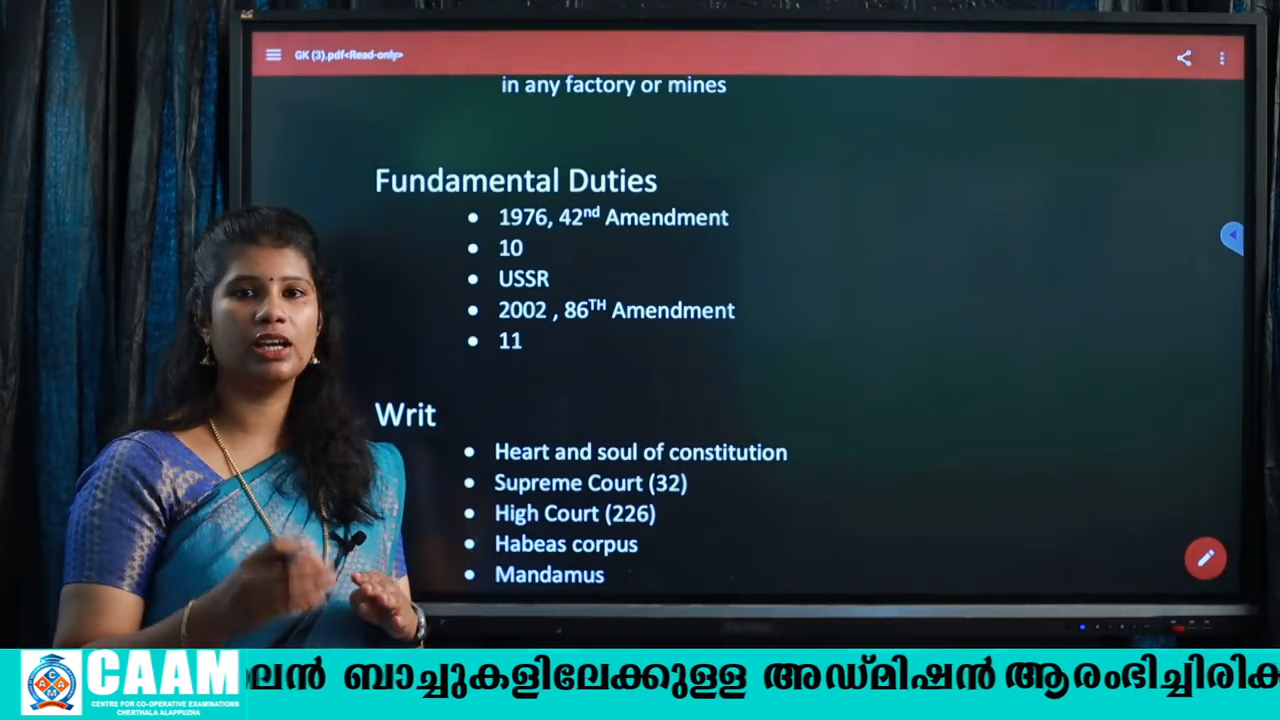 GK (3).pdf<Read-only>
in any factory or mines
Fundamental Duties
• 1976, 42nd Amendment
• 10
• USSR
• 2002 , 86TH Amendment
• 11
Writ
• Heart and soul of constitution
• Supreme Court (32)
• High Court (226)
• Habeas corpus
• Mandamus
CAAM
CENTRE FOR CO-OPERATIVE EXAMINATIONS
CHERTHALA ALAPPUZHA
ബാച്ചുകളിലേക്കുള്ള അഡ്മിഷൻ